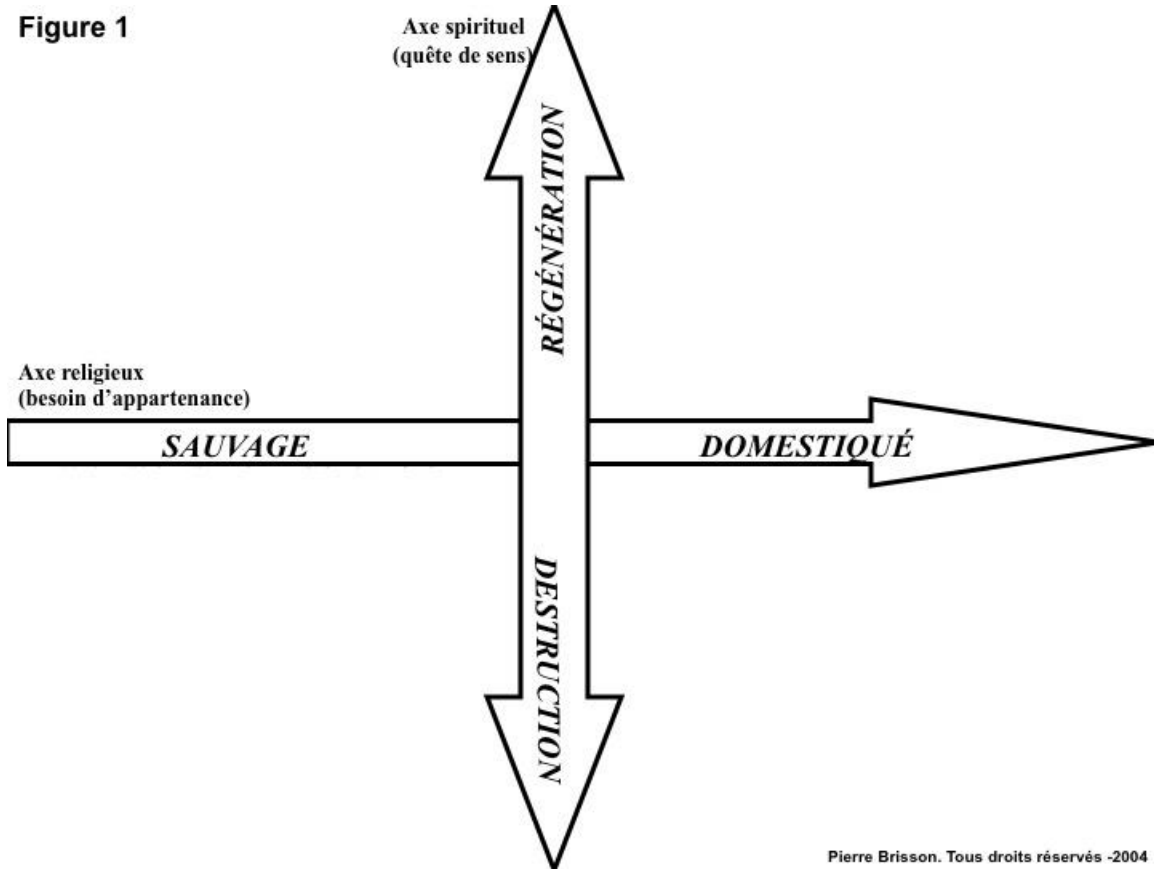 Figure 1
Axe spirituel
(quête de sens)
RÉGÉNÉRATION
Axe religieux
(besoin d'appartenance)
SAUVAGE
DOMESTIQUÉ
DESTRUCTION
Pierre Brisson. Tous droits réservés -2004